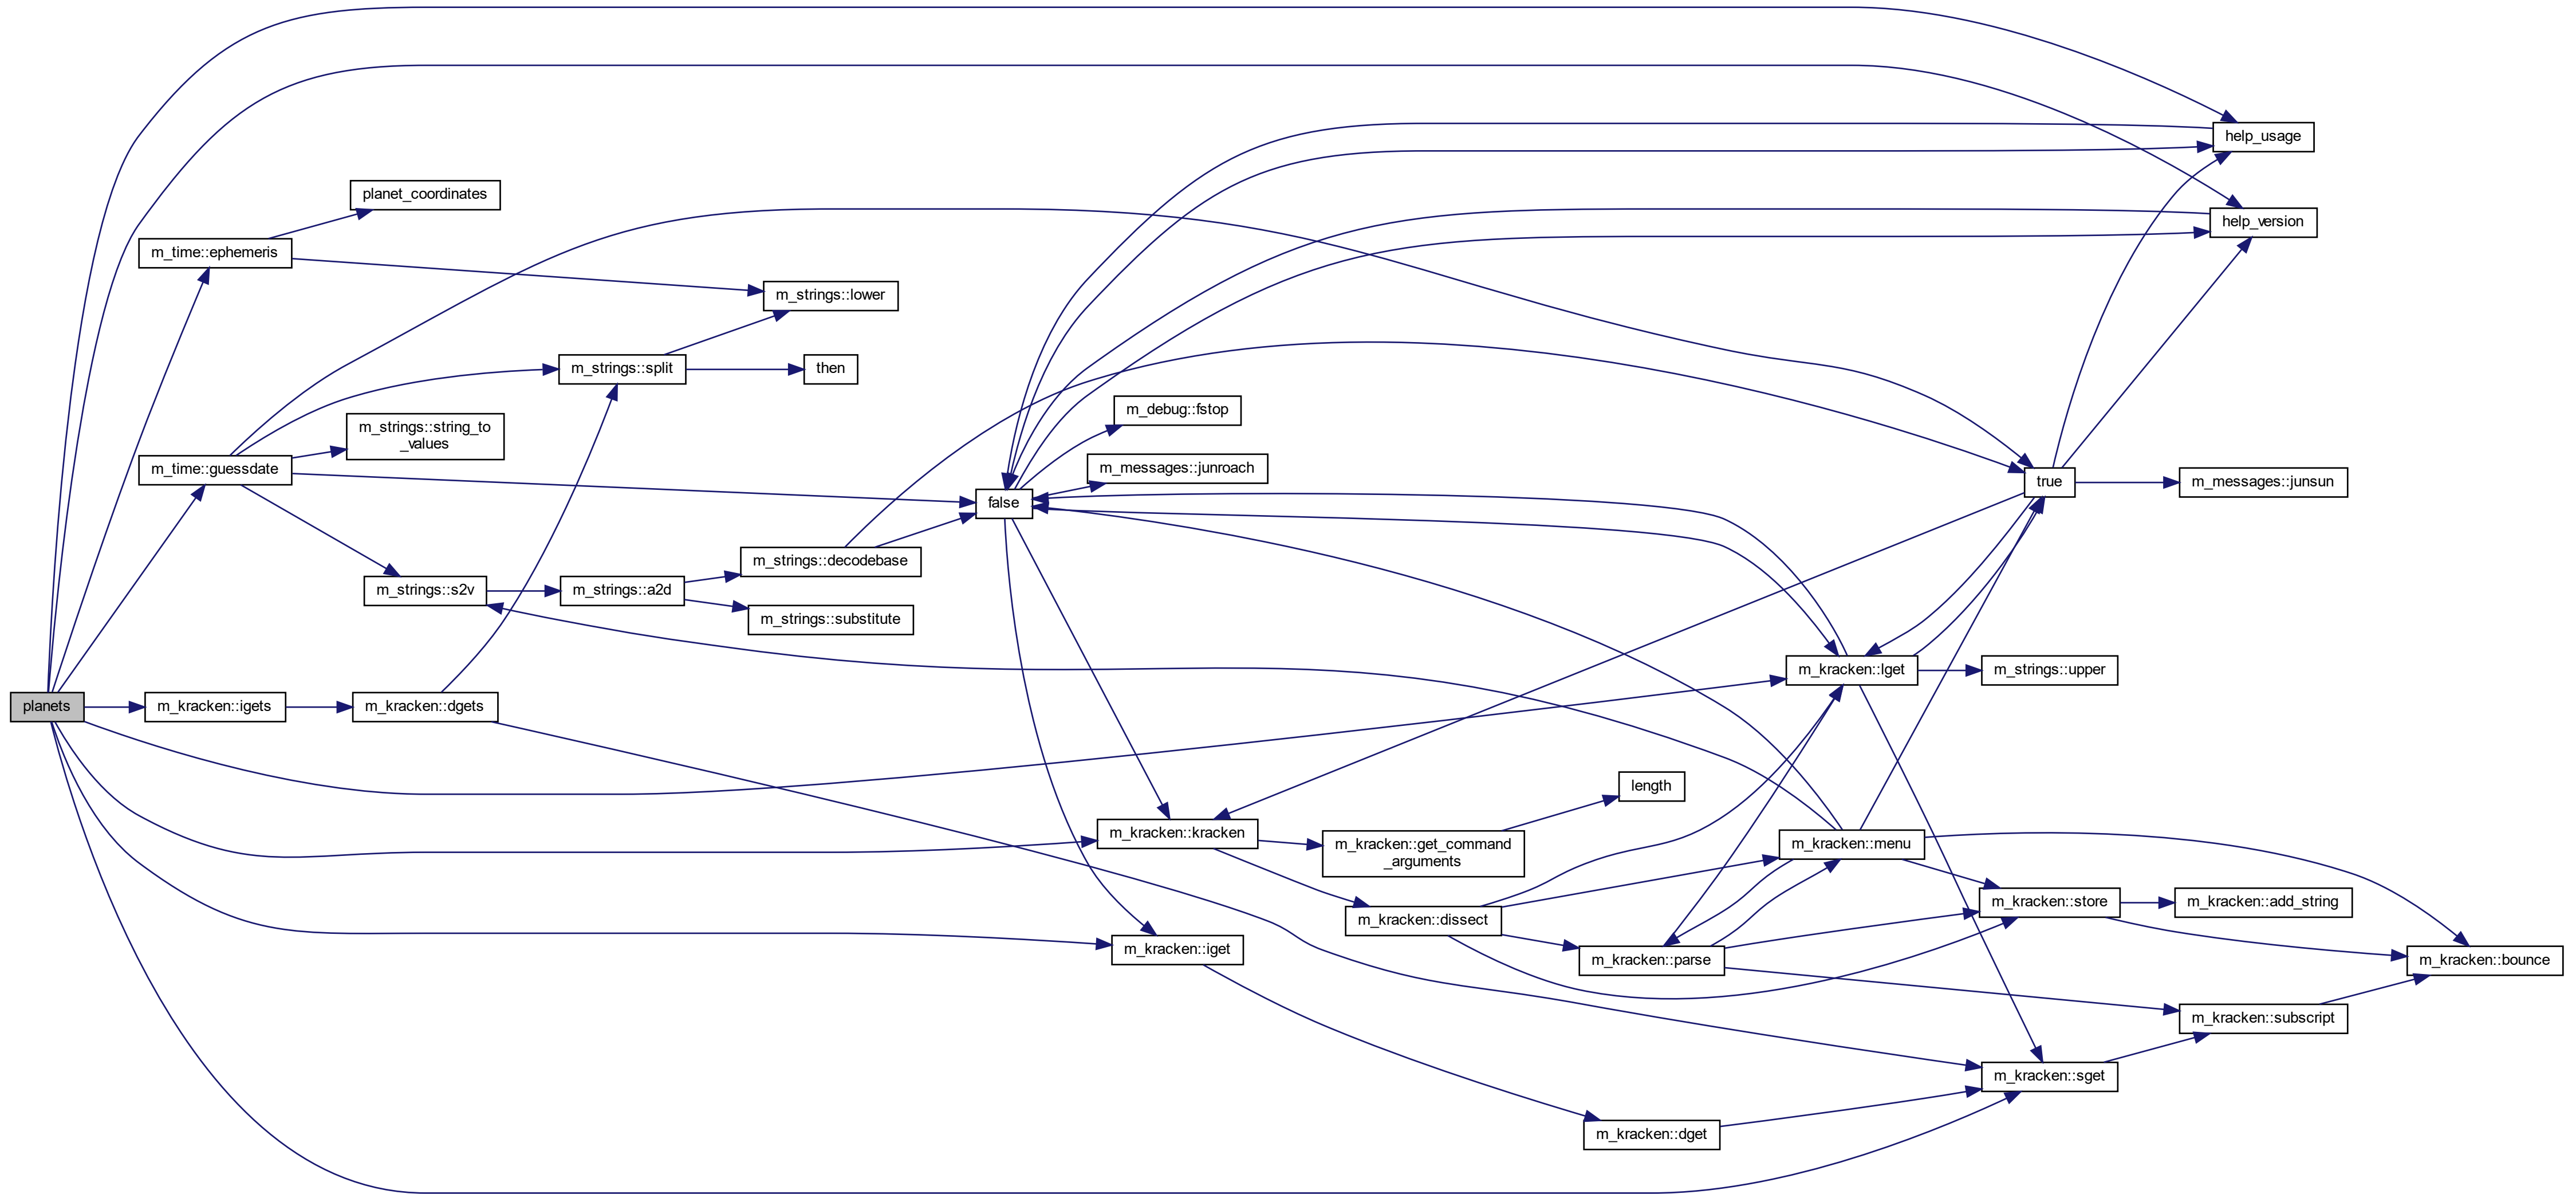 help_usage
planet_coordinates
help_version
m_time::ephemeris
m_strings::lower
m_strings::split
then
m_debug::fstop
m_strings::string_to
_values
m_time::guessdate
m_messages::junroach
true
m_messages::junsun
false
m_strings::decodebase
m_strings::s2v
m_strings::a2d
m_strings::substitute
m_kracken::lget
m_strings::upper
planets
m_kracken::igets
m_kracken::dgets
length
m_kracken::kracken
m_kracken::get_command
_arguments
m_kracken::menu
m_kracken::dissect
m_kracken::store
m_kracken::add_string
m_kracken::iget
m_kracken::parse
m_kracken::bounce
m_kracken::subscript
m_kracken::sget
m_kracken::dget